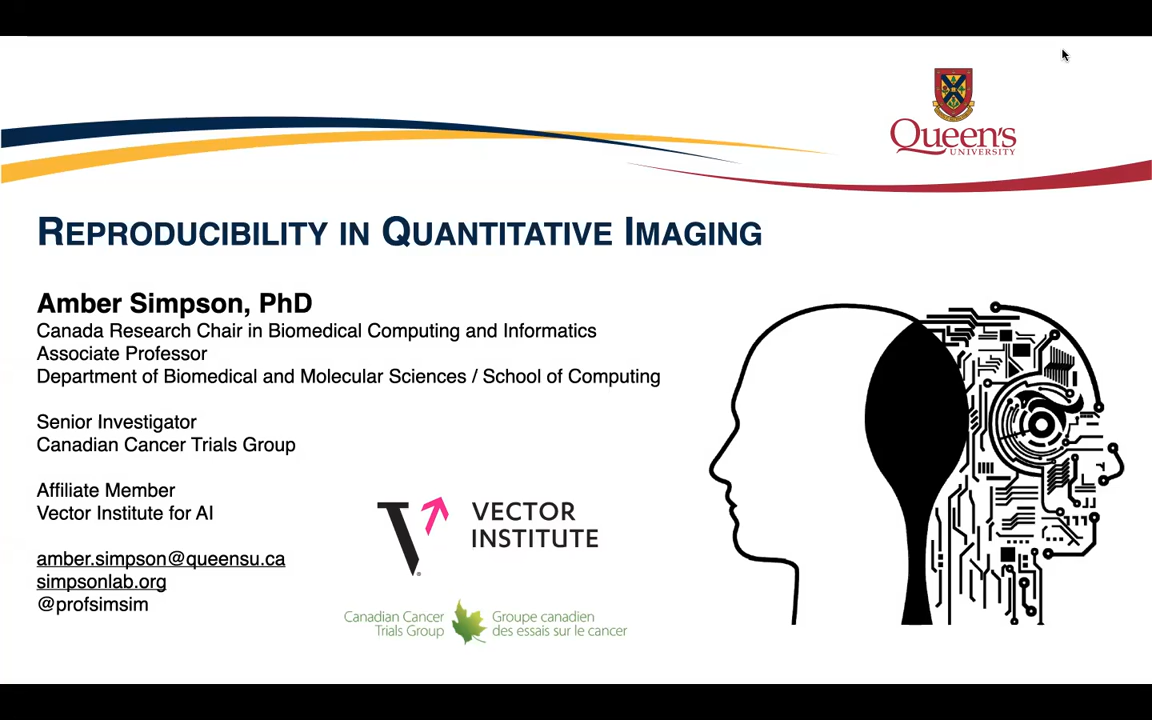 Queen's
UNIVERSITY
REPRODUCIBILITY IN QUANTITATIVE IMAGING
Amber Simpson, PhD
Canada Research Chair in Biomedical Computing and Informatics
Associate Professor
Department of Biomedical and Molecular Sciences / School of Computing
Senior Investigator
Canadian Cancer Trials Group
Affiliate Member
Vector Institute for AI
VECTOR
INSTITUTE
amber.simpson@queensu.ca
simpsonlab.org
@profsimsim
Canadian Cancer
Trials Group
Groupe canadien
des essais sur le cancer